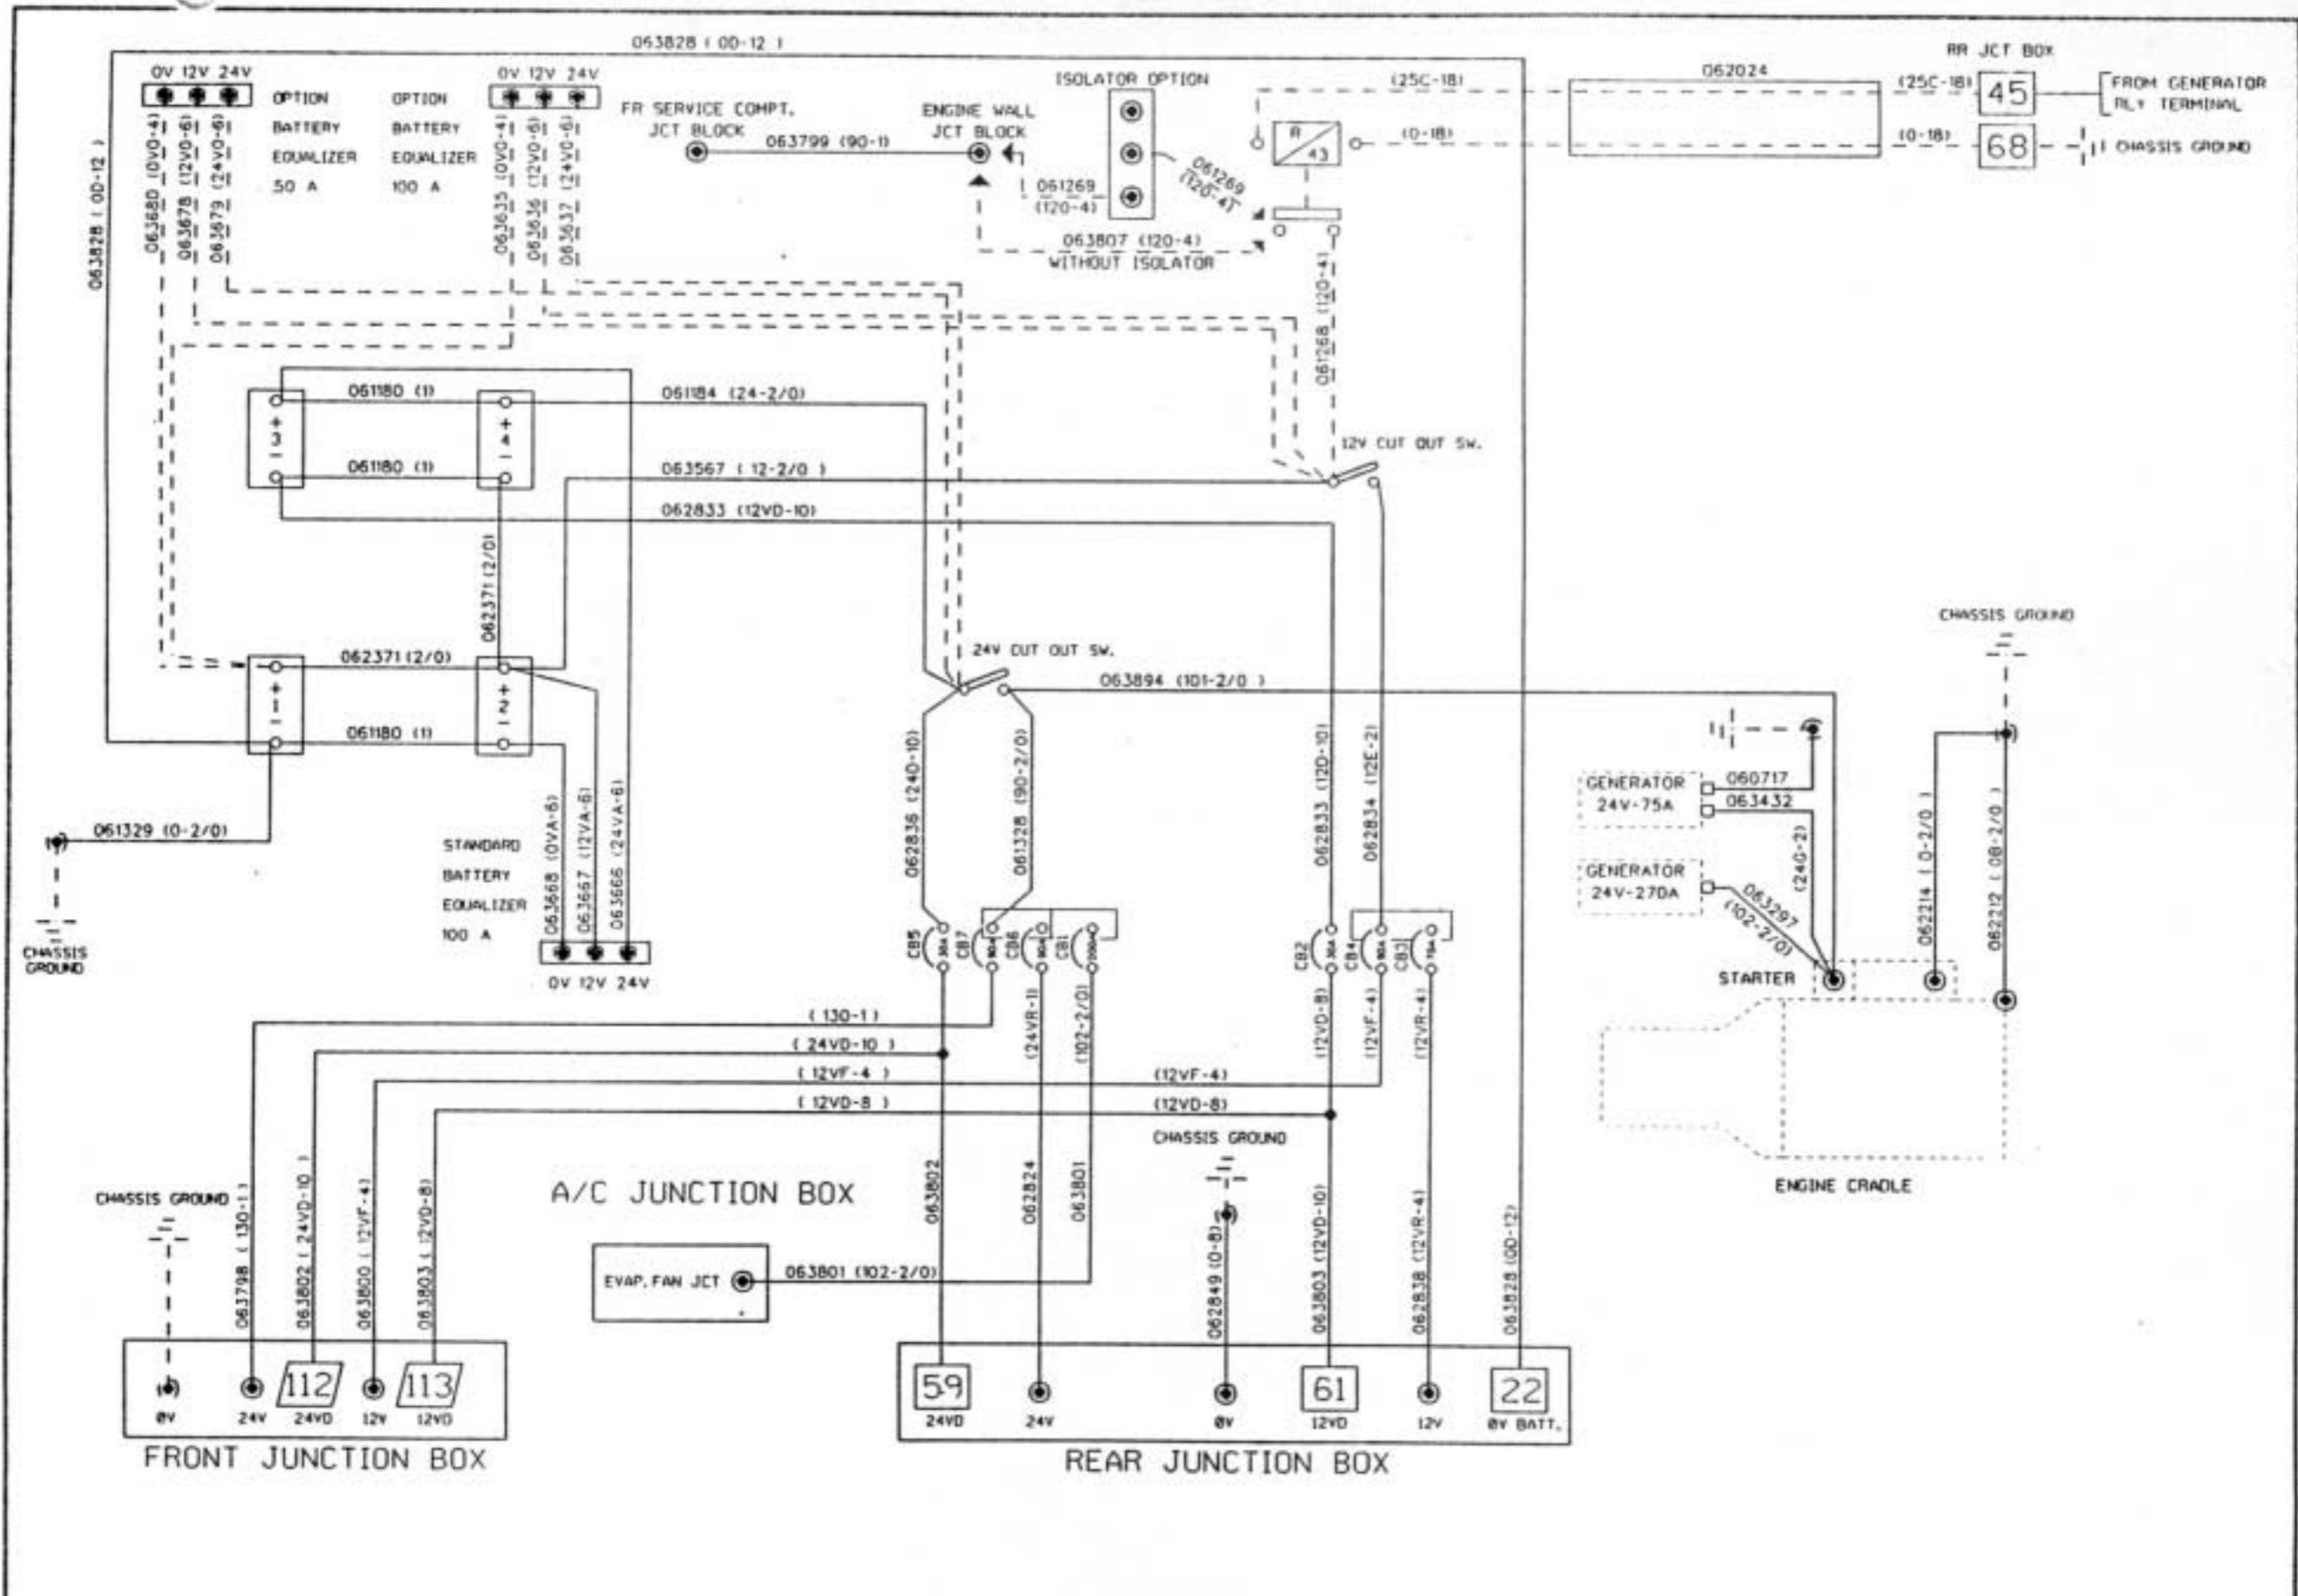 063828 ( 0D-12 )
0V 12V 24V
OPTION
BATTERY
EQUALIZER
50 A
OPTION
BATTERY
EQUALIZER
100 A
0V 12V 24V
FR SERVICE COMPT.
JCT BLOCK
063799 (90-1)
ENGINE WALL
JCT BLOCK
ISOLATOR OPTION
061269
(120-4)
061269
(120-4)
063807 (120-4)
WITHOUT ISOLATOR
R
43
(25C-18)
(0-18)
062024
(25C-18)
(0-18)
RR JCT BOX
45
68
FROM GENERATOR
RLY TERMINAL
CHASSIS GROUND
063828 ( 0D-12 )
063680 (0V0-4)
063678 (12V0-6)
063679 (24V0-6)
063635 (0V0-4)
063636 (12V0-6)
063637 (24V0-6)
061268 (120-4)
061180 (1)
061184 (24-2/0)
+ 3 -
+ 4 -
061180 (1)
063567 ( 12-2/0 )
062833 (12VD-10)
12V CUT OUT SW.
062371 (2/0)
062371 (2/0)
+ 1 -
+ 2 -
061180 (1)
24V CUT OUT SW.
063894 (101-2/0 )
CHASSIS GROUND
061329 (0-2/0)
CHASSIS
GROUND
STANDARD
BATTERY
EQUALIZER
100 A
063668 (0VA-6)
063667 (12VA-6)
063666 (24VA-6)
0V 12V 24V
062836 (24D-10)
061328 (90-2/0)
062833 (12D-10)
062834 (12E-2)
GENERATOR
24V-75A
060717
063432
(24G-2)
GENERATOR
24V-270A
063297
(102-2/0)
062214 ( 0-2/0 )
062212 ( 0B-2/0 )
STARTER
ENGINE CRADLE
CB5
30A
CB7
90A
CB6
90A
CB1
CB2
30A
CB4
90A
CB3
70A
( 130-1 )
( 24VD-10 )
( 12VF-4 )
(12VF-4)
( 12VD-8 )
(12VD-8)
(24VR-1)
(102-2/0)
(12VD-8)
(12VF-4)
(12VR-4)
CHASSIS GROUND
063798 ( 130-1 )
063802 ( 24VD-10 )
063800 ( 12VF-4)
063803 ( 12VD-8)
A/C JUNCTION BOX
EVAP. FAN JCT
063801 (102-2/0)
063802
062824
063801
CHASSIS GROUND
062849 (0-8)
063803 (12VD-10)
062838 (12VR-4)
063828 (0D-12)
112
113
0V
24V
24VD
12V
12VD
FRONT JUNCTION BOX
59
61
22
24VD
24V
0V
12VD
12V
0V BATT.
REAR JUNCTION BOX